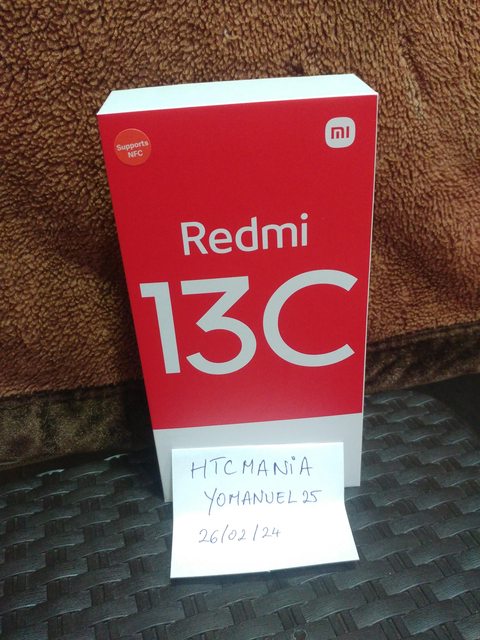 Supports
NFC
mi
Redmi
13C
HTCMANiA
YOMANUEL25
26/02/24